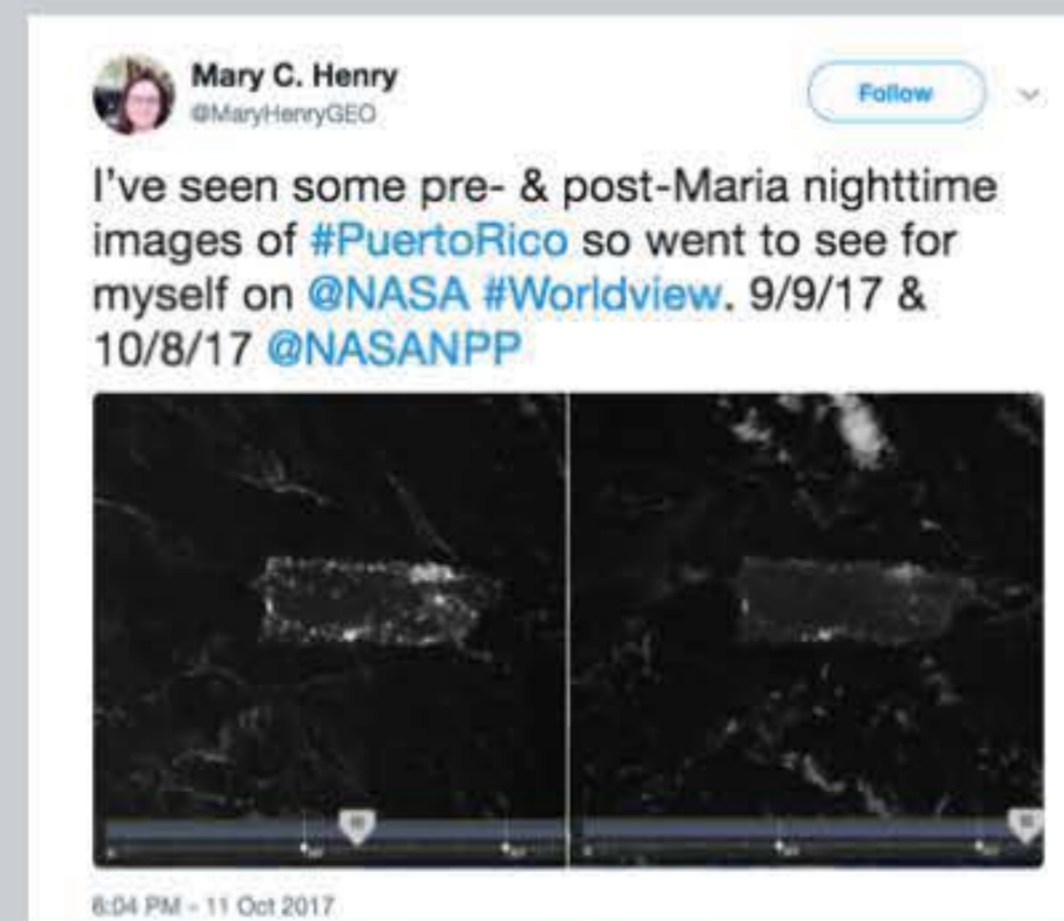 Mary C. Henry
@MaryHenryGEO
Follow
I've seen some pre- & post-Maria nighttime
images of #PuertoRico so went to see for
myself on @NASA #Worldview. 9/9/17 &
10/8/17 @NASANPP
6:04 PM - 11 Oct 2017